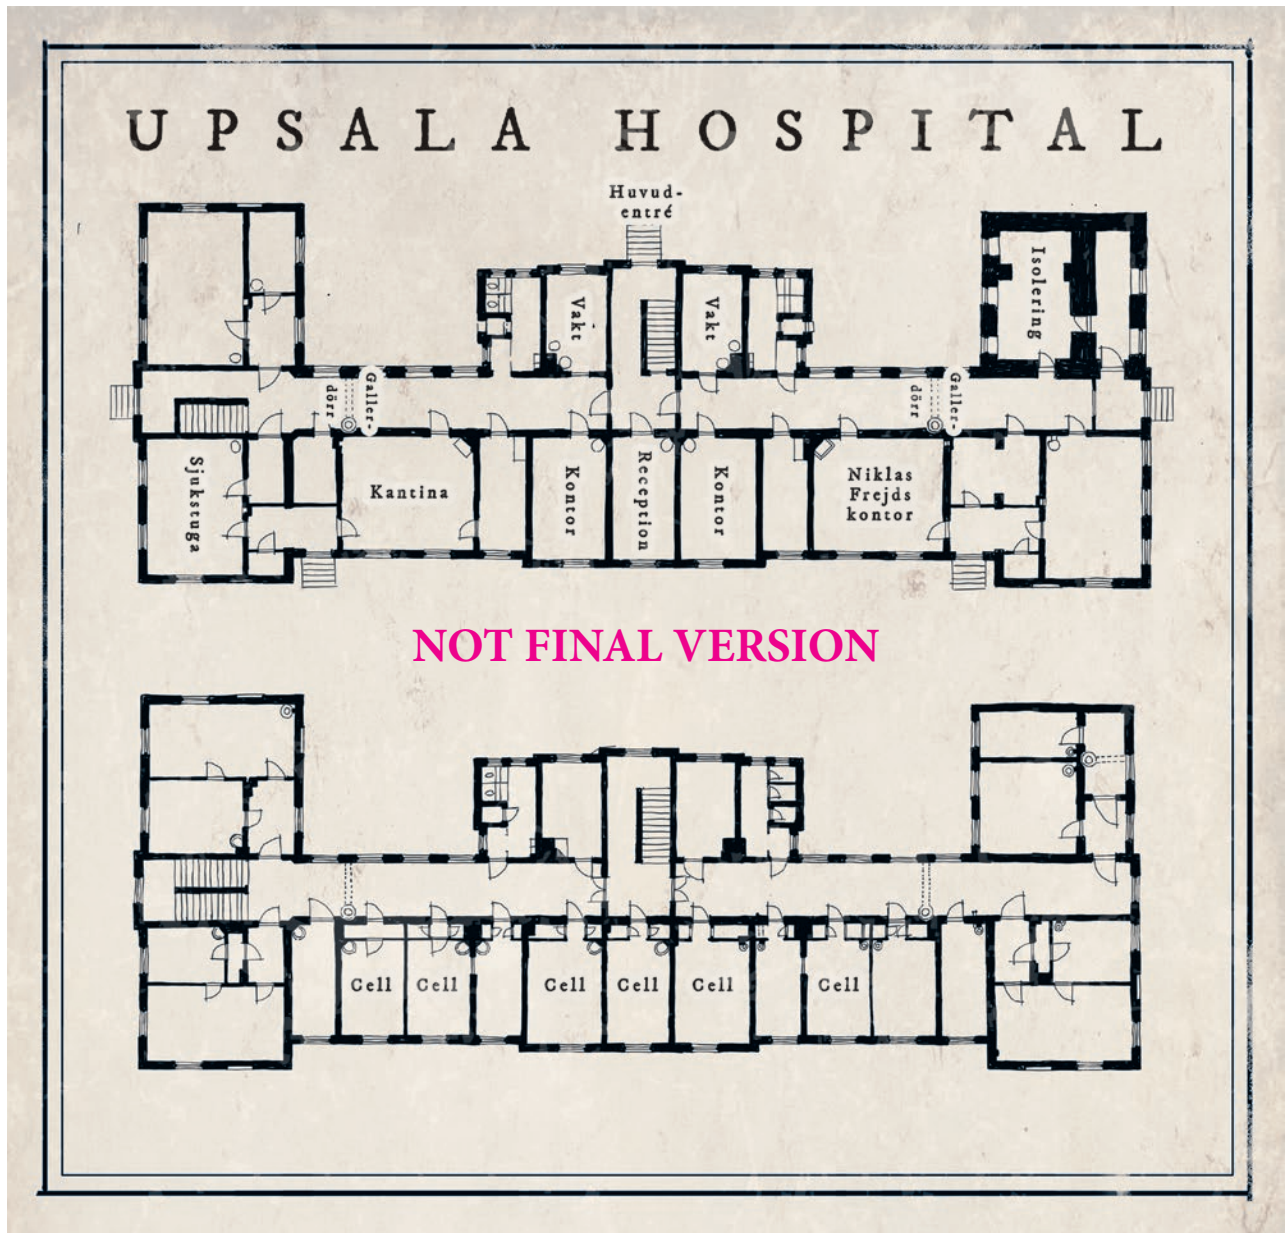 UPSALA HOSPITAL
Huvud-
entré
Vakt
Vakt
Isolering
Galler-
dörr
Galler-
dörr
Sjukstuga
Kantina
Kontor
Reception
Kontor
Niklas
Frejds
kontor
NOT FINAL VERSION
Cell
Cell
Cell
Cell
Cell
Cell